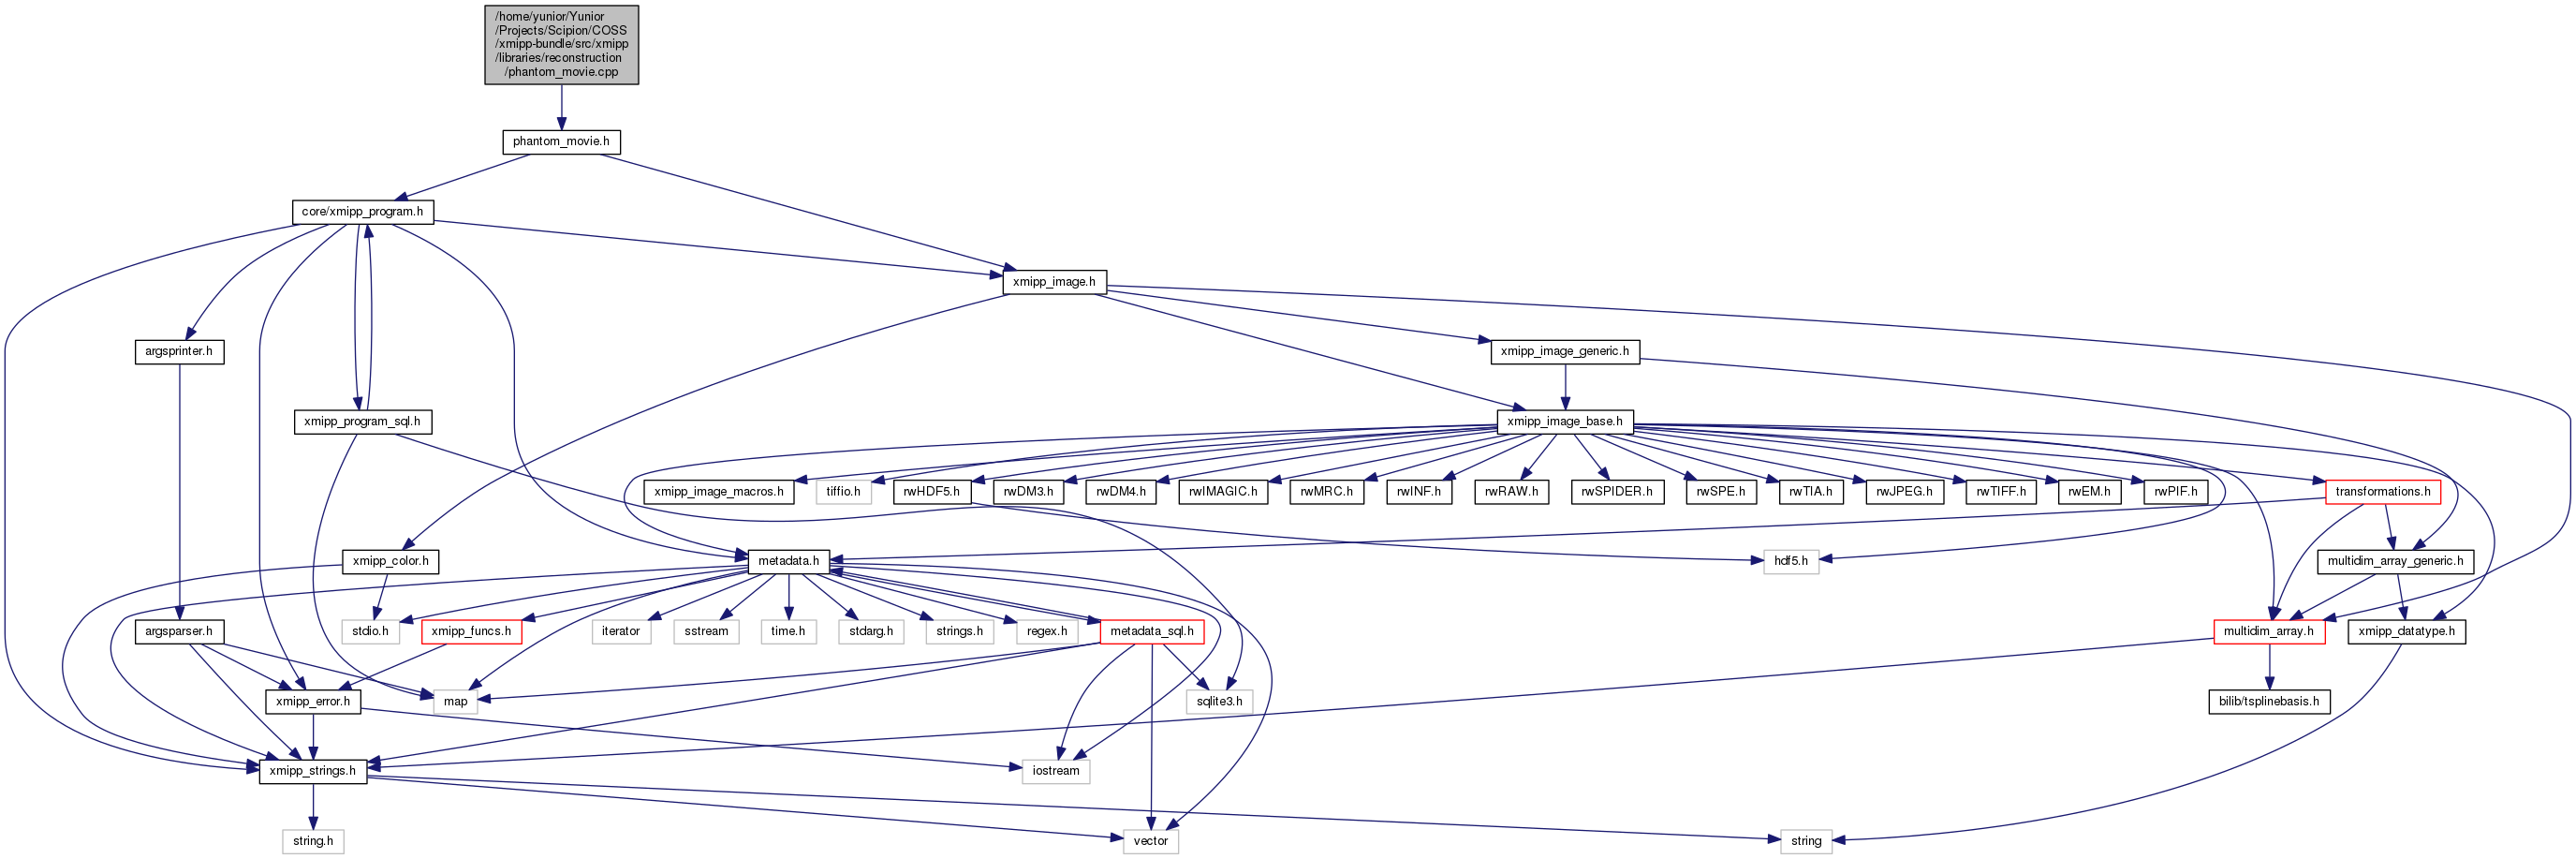 /home/yunior/Yunior
/Projects/Scipion/COSS
/xmipp-bundle/src/xmipp
/libraries/reconstruction
/phantom_movie.cpp
phantom_movie.h
core/xmipp_program.h
xmipp_image.h
argsprinter.h
xmipp_image_generic.h
xmipp_program_sql.h
xmipp_image_base.h
xmipp_image_macros.h
tiffio.h
rwHDF5.h
rwDM3.h
rwDM4.h
rwIMAGIC.h
rwMRC.h
rwINF.h
rwRAW.h
rwSPIDER.h
rwSPE.h
rwTIA.h
rwJPEG.h
rwTIFF.h
rwEM.h
rwPIF.h
transformations.h
xmipp_color.h
metadata.h
hdf5.h
multidim_array_generic.h
argsparser.h
stdio.h
xmipp_funcs.h
iterator
sstream
time.h
stdarg.h
strings.h
regex.h
metadata_sql.h
multidim_array.h
xmipp_datatype.h
xmipp_error.h
map
sqlite3.h
bilib/tsplinebasis.h
xmipp_strings.h
iostream
string.h
vector
string